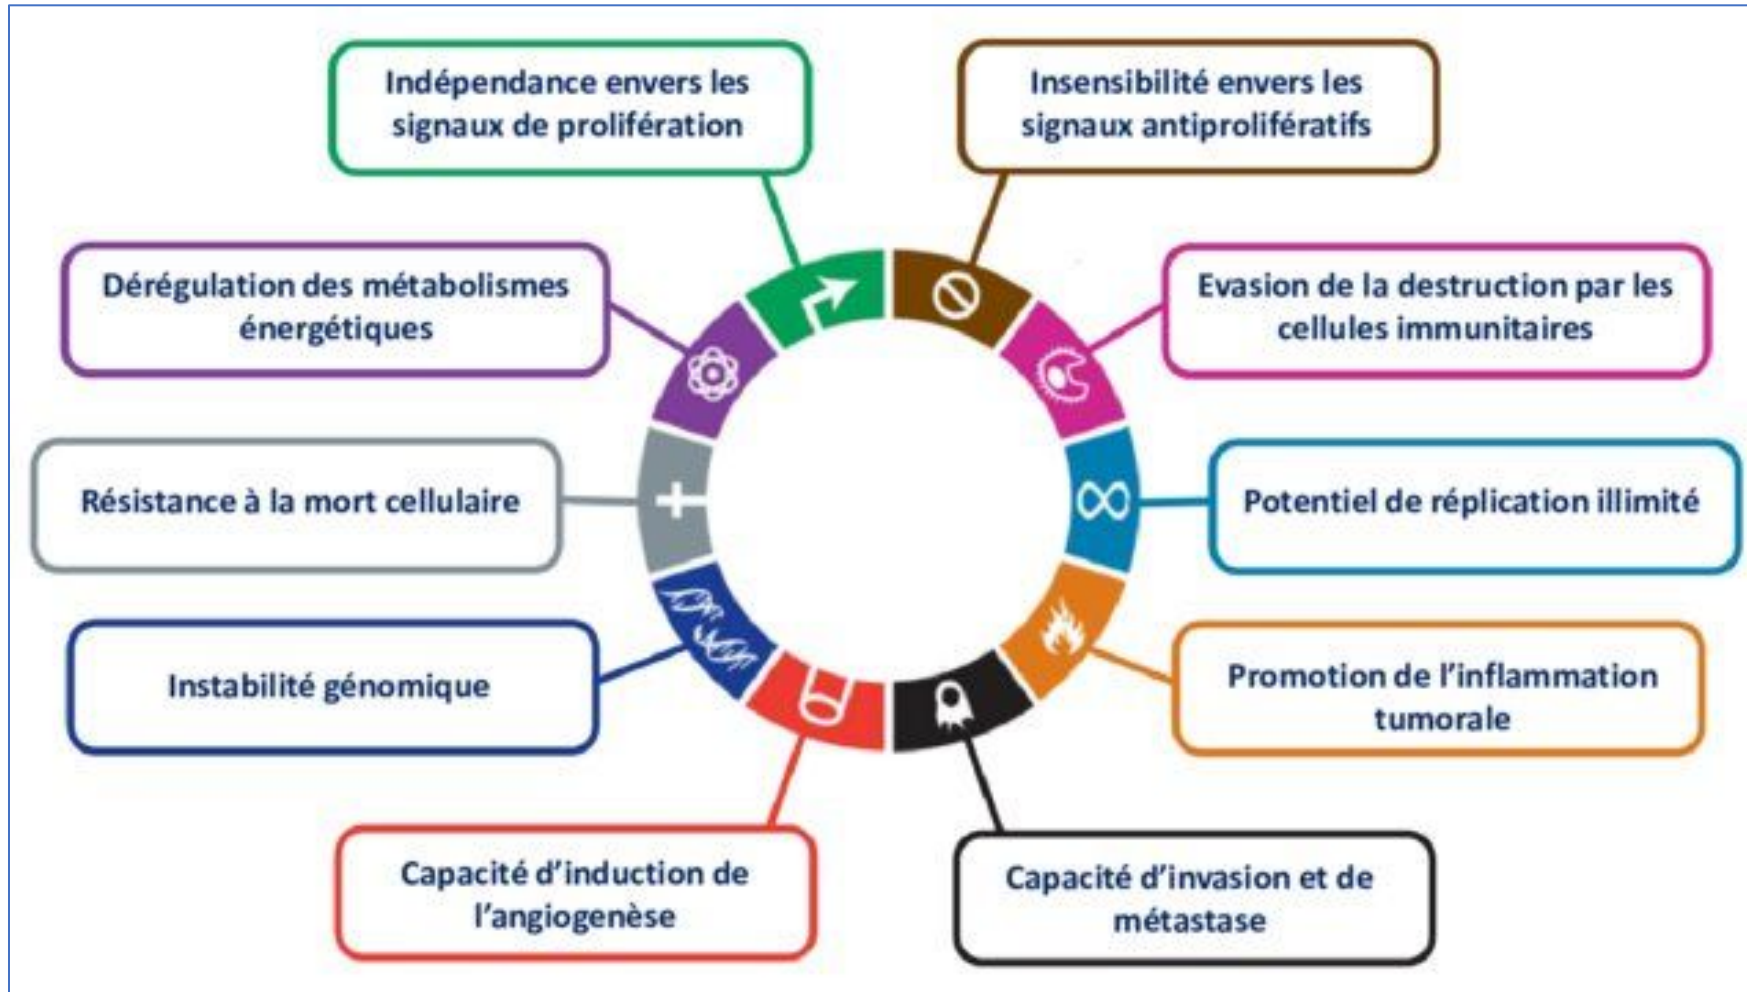 Indépendance envers les
signaux de prolifération
Insensibilité envers les
signaux antiprolifératifs
Dérégulation des métabolismes
énergétiques
Evasion de la destruction par les
cellules immunitaires
Résistance à la mort cellulaire
Potentiel de réplication illimité
Instabilité génomique
Promotion de l’inflammation
tumorale
Capacité d’induction de
l’angiogenèse
Capacité d’invasion et de
métastase